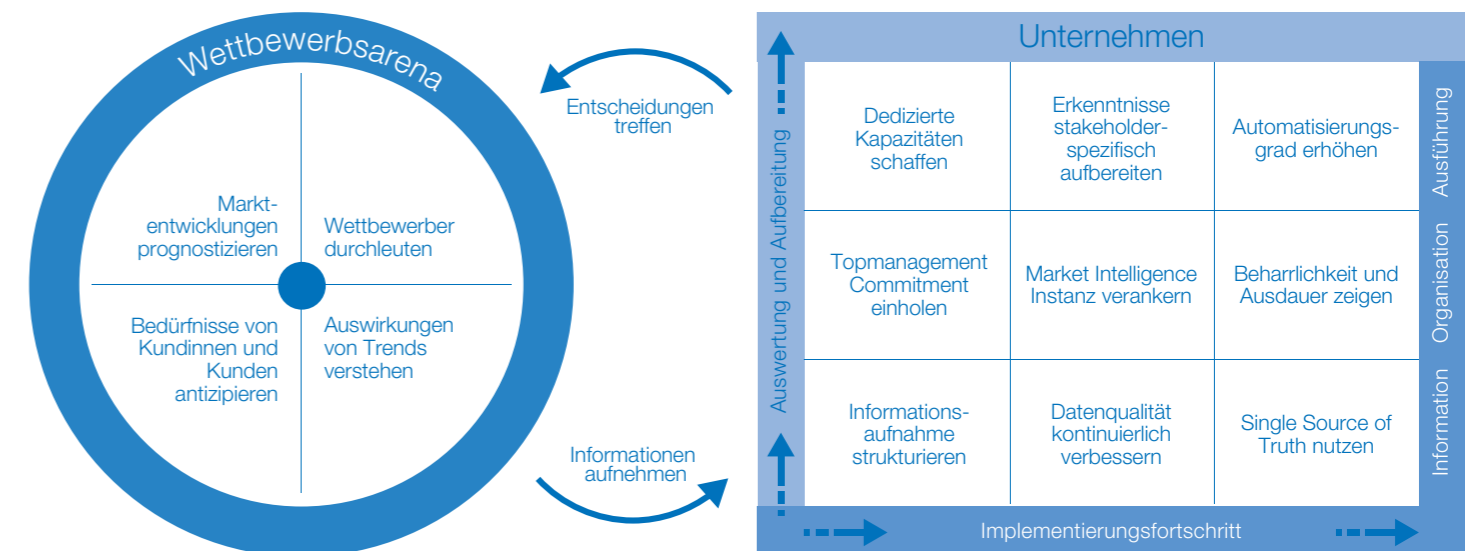 Wettbewerbsarena
Markt-
entwicklungen
prognostizieren
Wettbewerber
durchleuten
Bedürfnisse von
Kundinnen und
Kunden
antizipieren
Auswirkungen
von Trends
verstehen
Entscheidungen
treffen
Informationen
aufnehmen
Unternehmen
Auswertung und Aufbereitung
Dedizierte
Kapazitäten
schaffen
Erkenntnisse
stakeholder-
spezifisch
aufbereiten
Automatisierungs-
grad erhöhen
Ausführung
Topmanagement
Commitment
einholen
Market Intelligence
Instanz verankern
Beharrlichkeit und
Ausdauer zeigen
Organisation
Informations-
aufnahme
strukturieren
Datenqualität
kontinuierlich
verbessern
Single Source of
Truth nutzen
Information
Implementierungsfortschritt